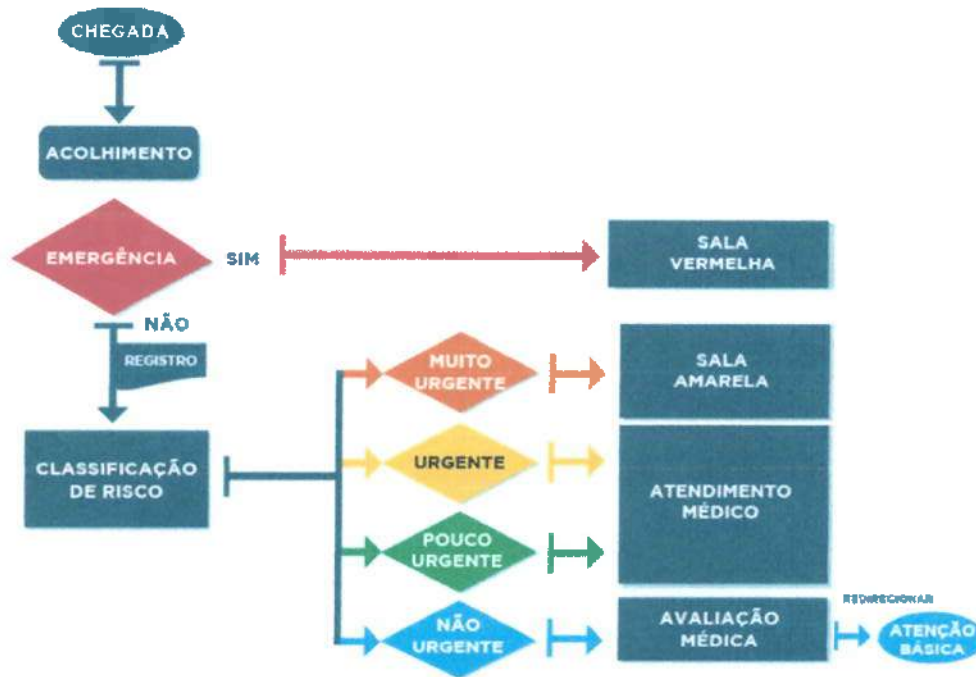 CHEGADA
ACOLHIMENTO
EMERGÊNCIA
SIM
SALA
VERMELHA
NÃO
REGISTRO
CLASSIFICAÇÃO
DE RISCO
MUITO
URGENTE
SALA
AMARELA
URGENTE
ATENDIMENTO
MÉDICO
POUCO
URGENTE
NÃO
URGENTE
AVALIAÇÃO
MÉDICA
REDIRECIONAR
ATENÇÃO
BÁSICA